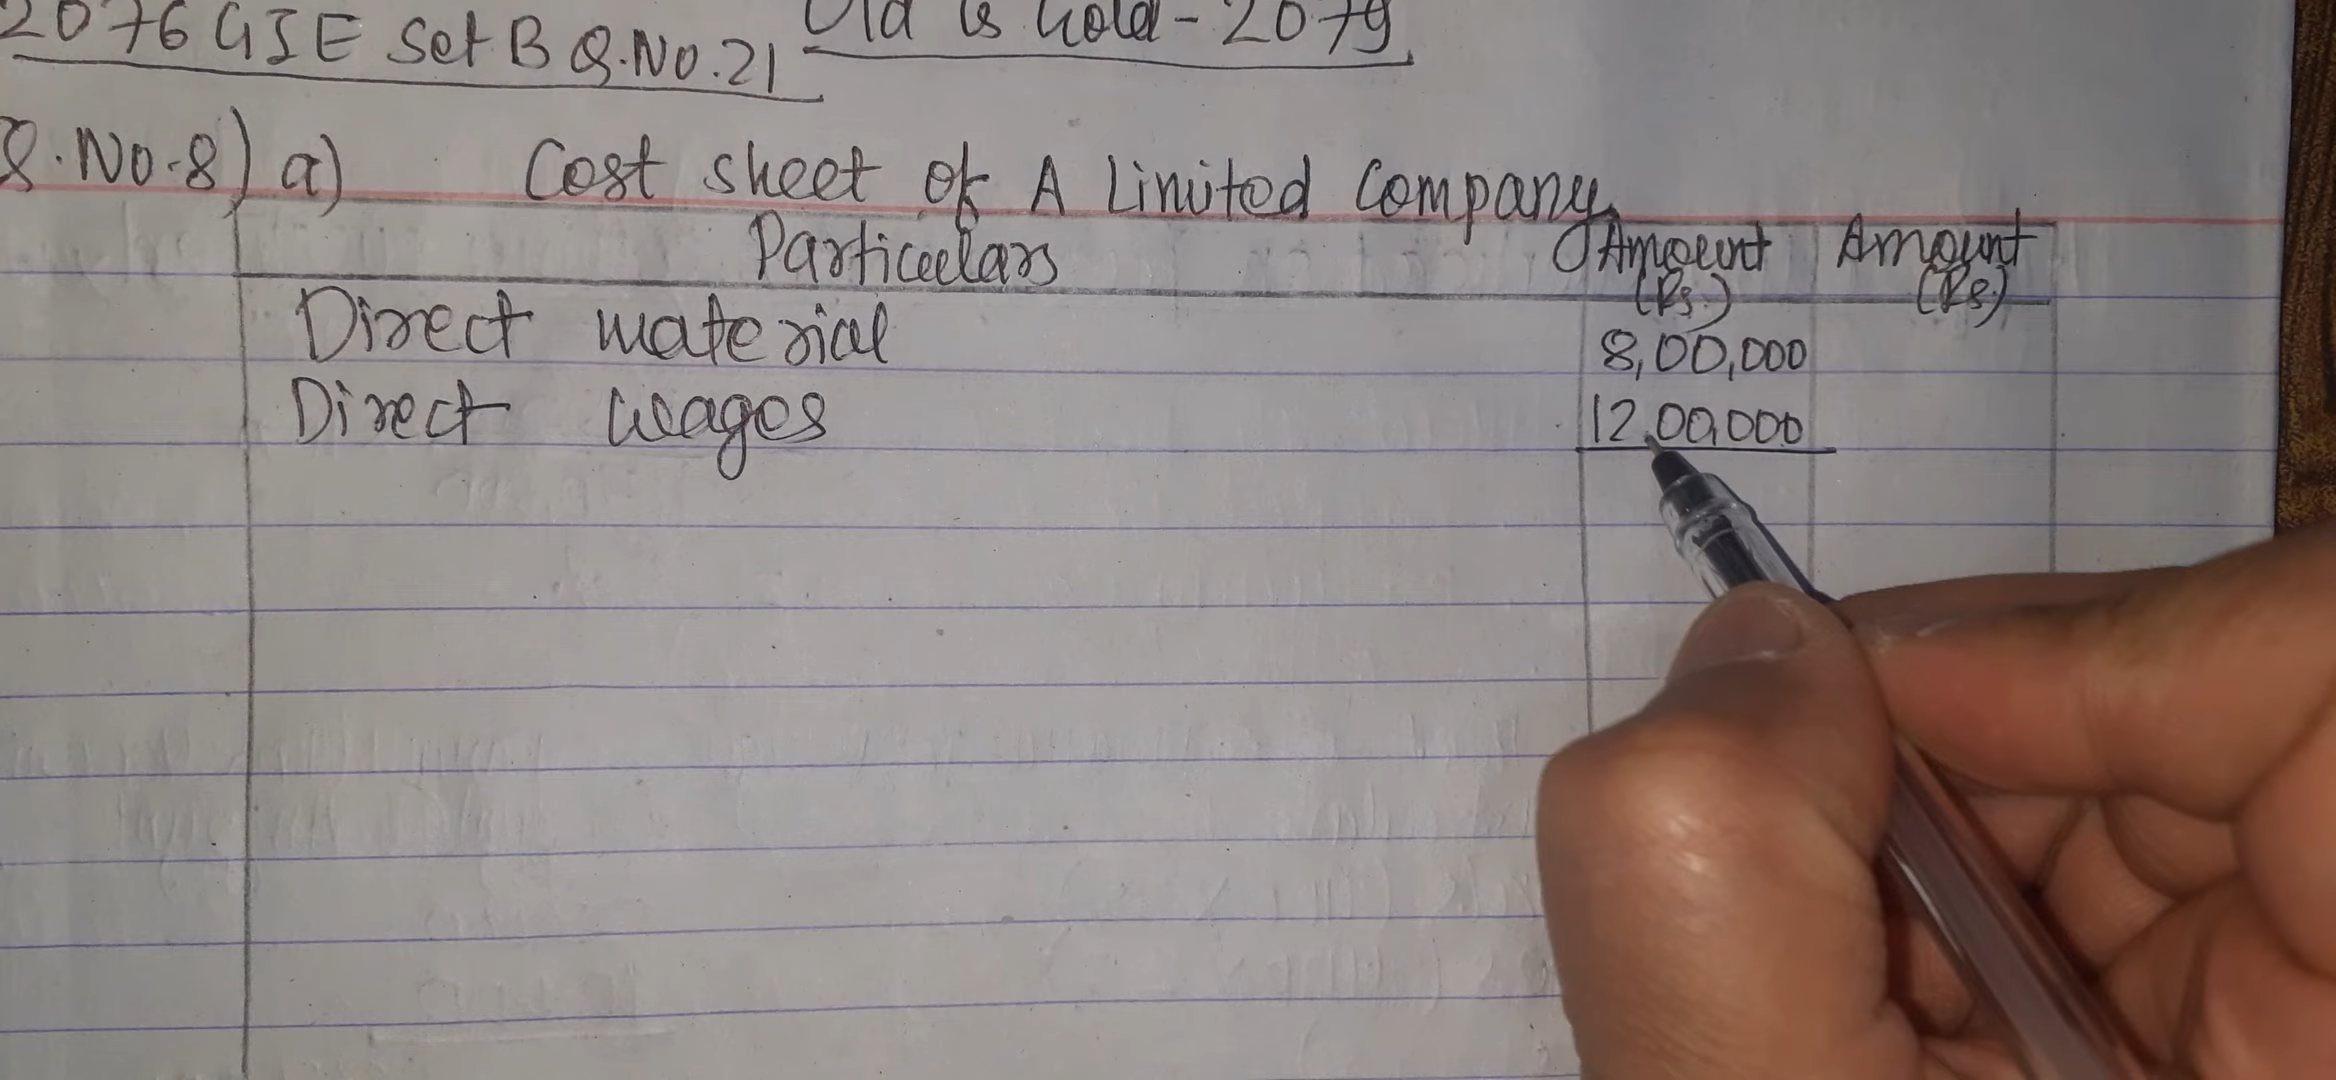 2076 GIE Set B Q.No.21 Old is Gold - 2079
Q.No.8) a) Cost sheet of A Limited Company
Particulars Amount (Rs.) Amount (Rs.)
Direct material 8,00,000
Direct wages 12,00,000